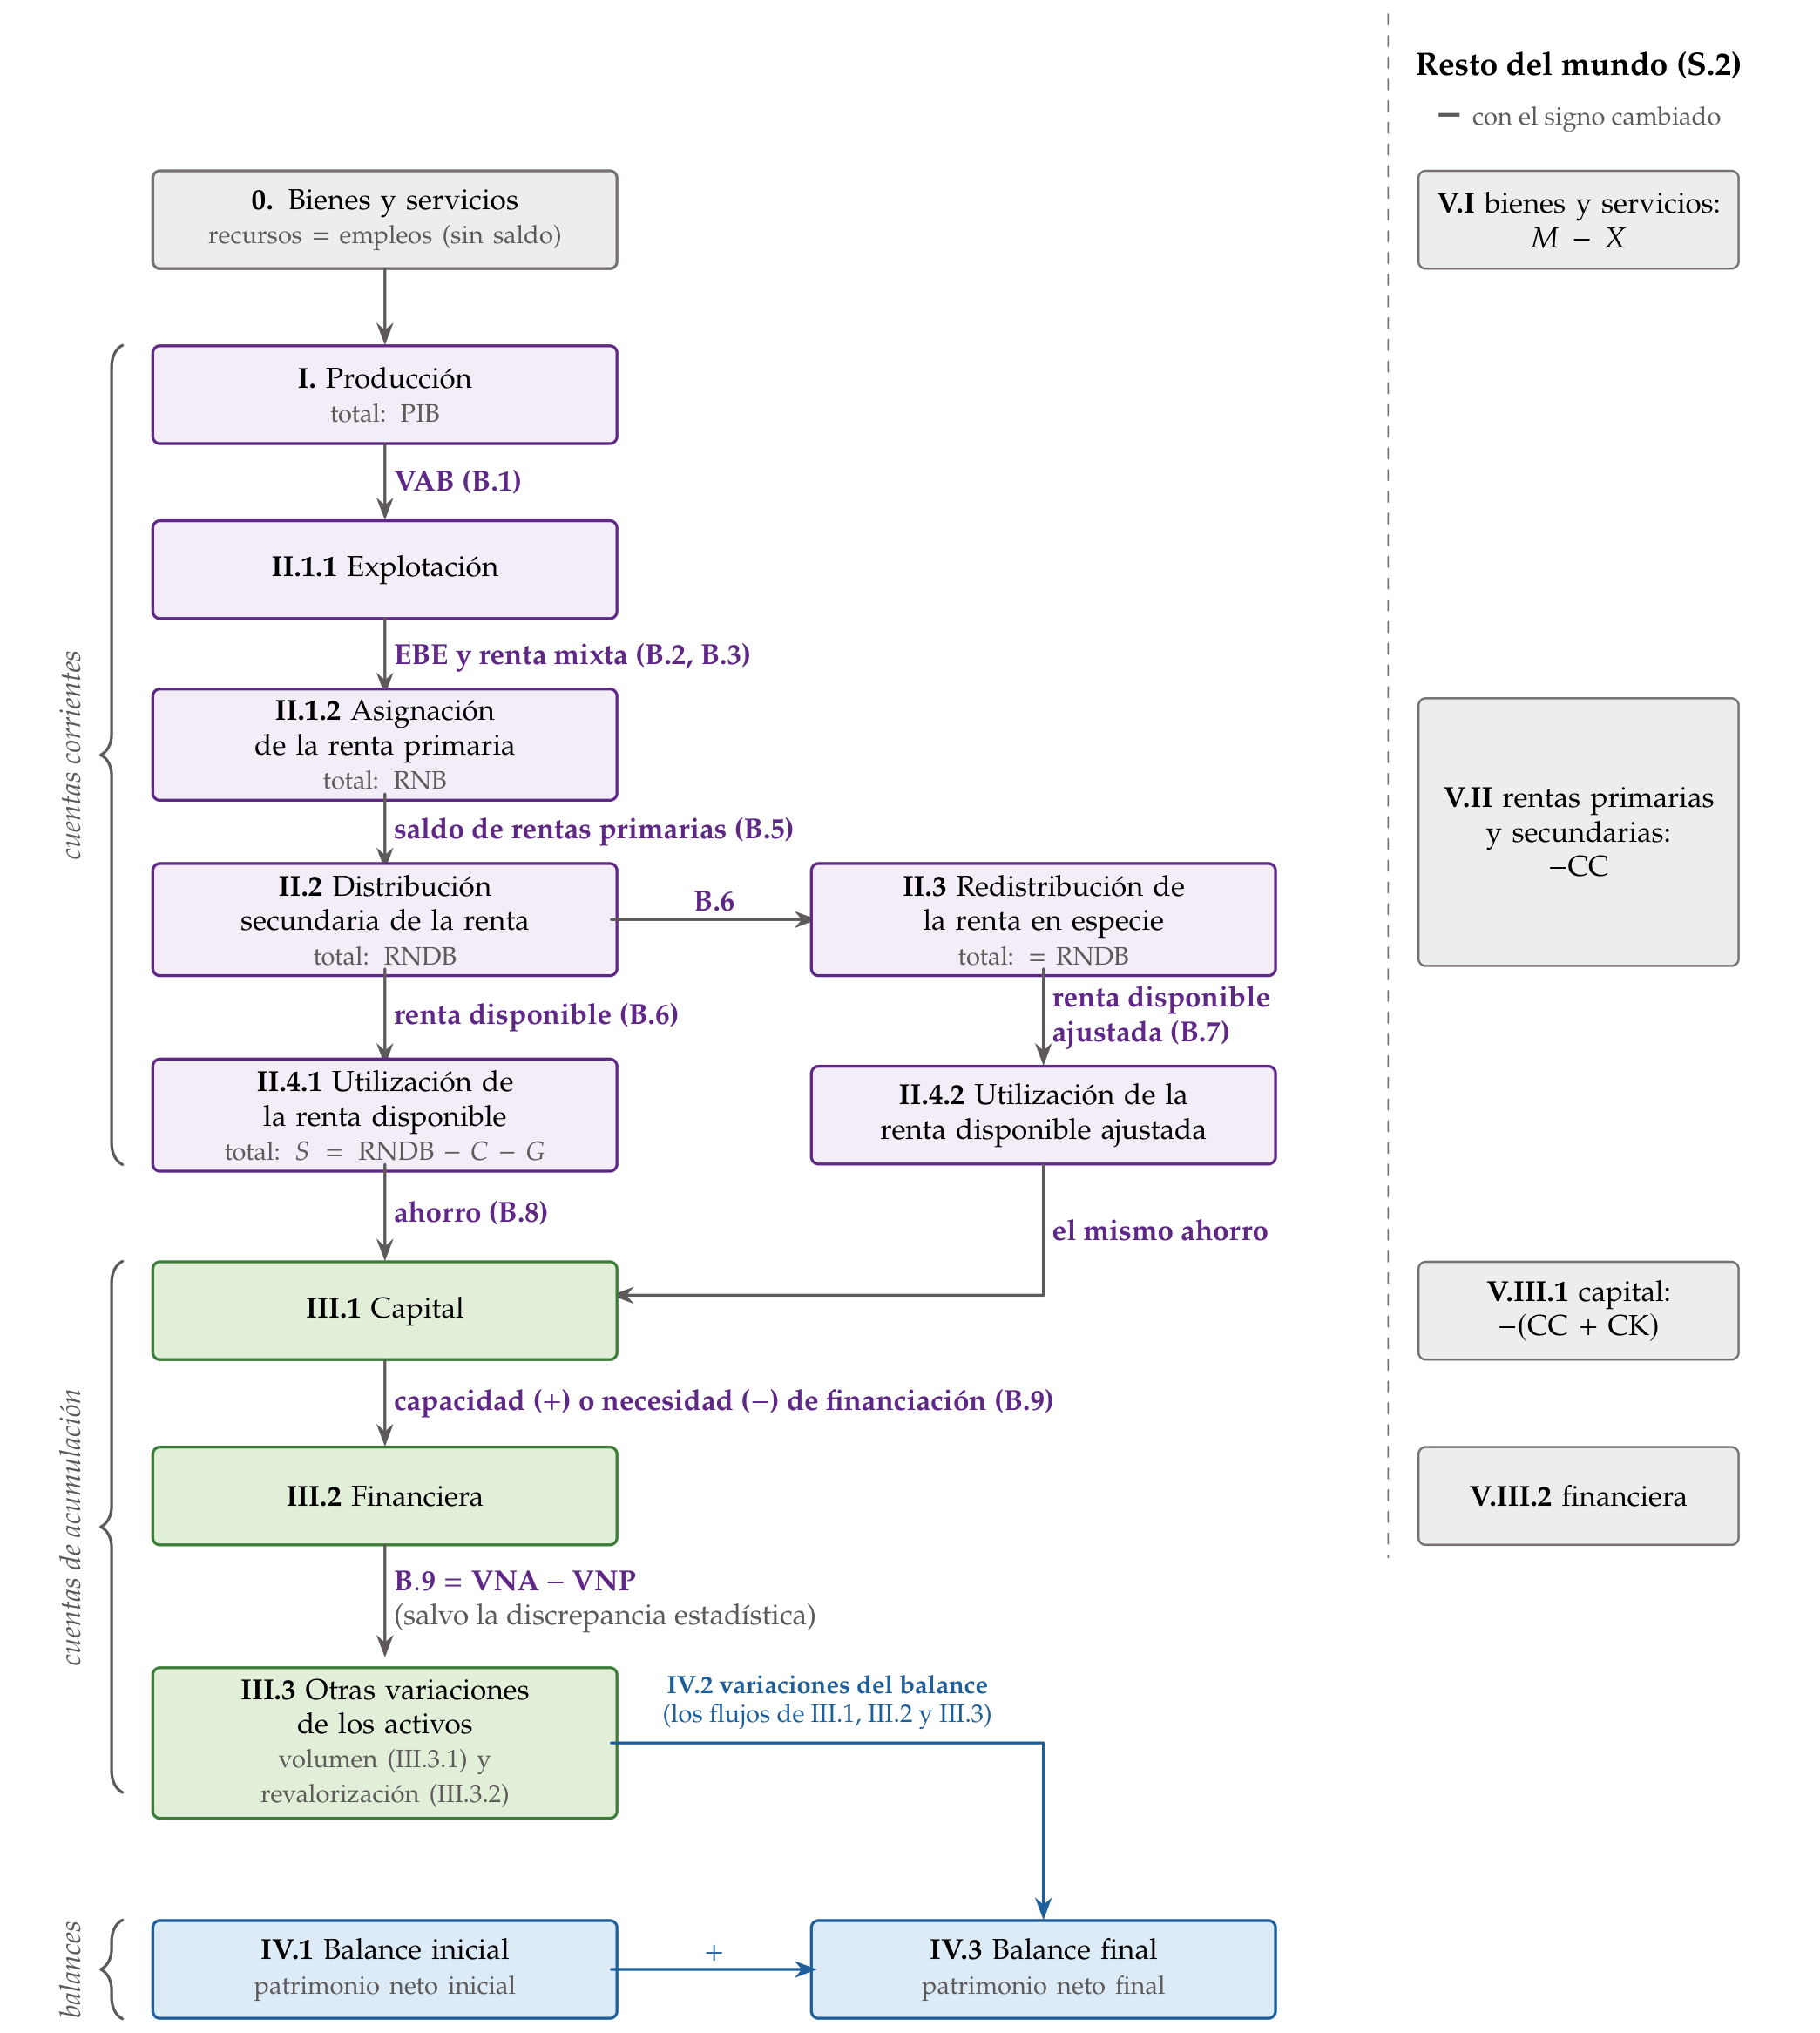 Resto del mundo (S.2)
— con el signo cambiado
0. Bienes y servicios
recursos = empleos (sin saldo)
V.I bienes y servicios:
M − X
I. Producción
total: PIB
VAB (B.1)
II.1.1 Explotación
EBE y renta mixta (B.2, B.3)
II.1.2 Asignación
de la renta primaria
total: RNB
cuentas corrientes
V.II rentas primarias
y secundarias:
−CC
saldo de rentas primarias (B.5)
II.2 Distribución
secundaria de la renta
total: RNDB
B.6
II.3 Redistribución de
la renta en especie
total: = RNDB
renta disponible (B.6)
renta disponible
ajustada (B.7)
II.4.1 Utilización de
la renta disponible
total: S = RNDB − C − G
II.4.2 Utilización de la
renta disponible ajustada
ahorro (B.8)
el mismo ahorro
III.1 Capital
V.III.1 capital:
−(CC + CK)
capacidad (+) o necesidad (−) de financiación (B.9)
III.2 Financiera
V.III.2 financiera
cuentas de acumulación
B.9 = VNA − VNP
(salvo la discrepancia estadística)
III.3 Otras variaciones
de los activos
volumen (III.3.1) y
revalorización (III.3.2)
IV.2 variaciones del balance
(los flujos de III.1, III.2 y III.3)
balances
IV.1 Balance inicial
patrimonio neto inicial
+
IV.3 Balance final
patrimonio neto final